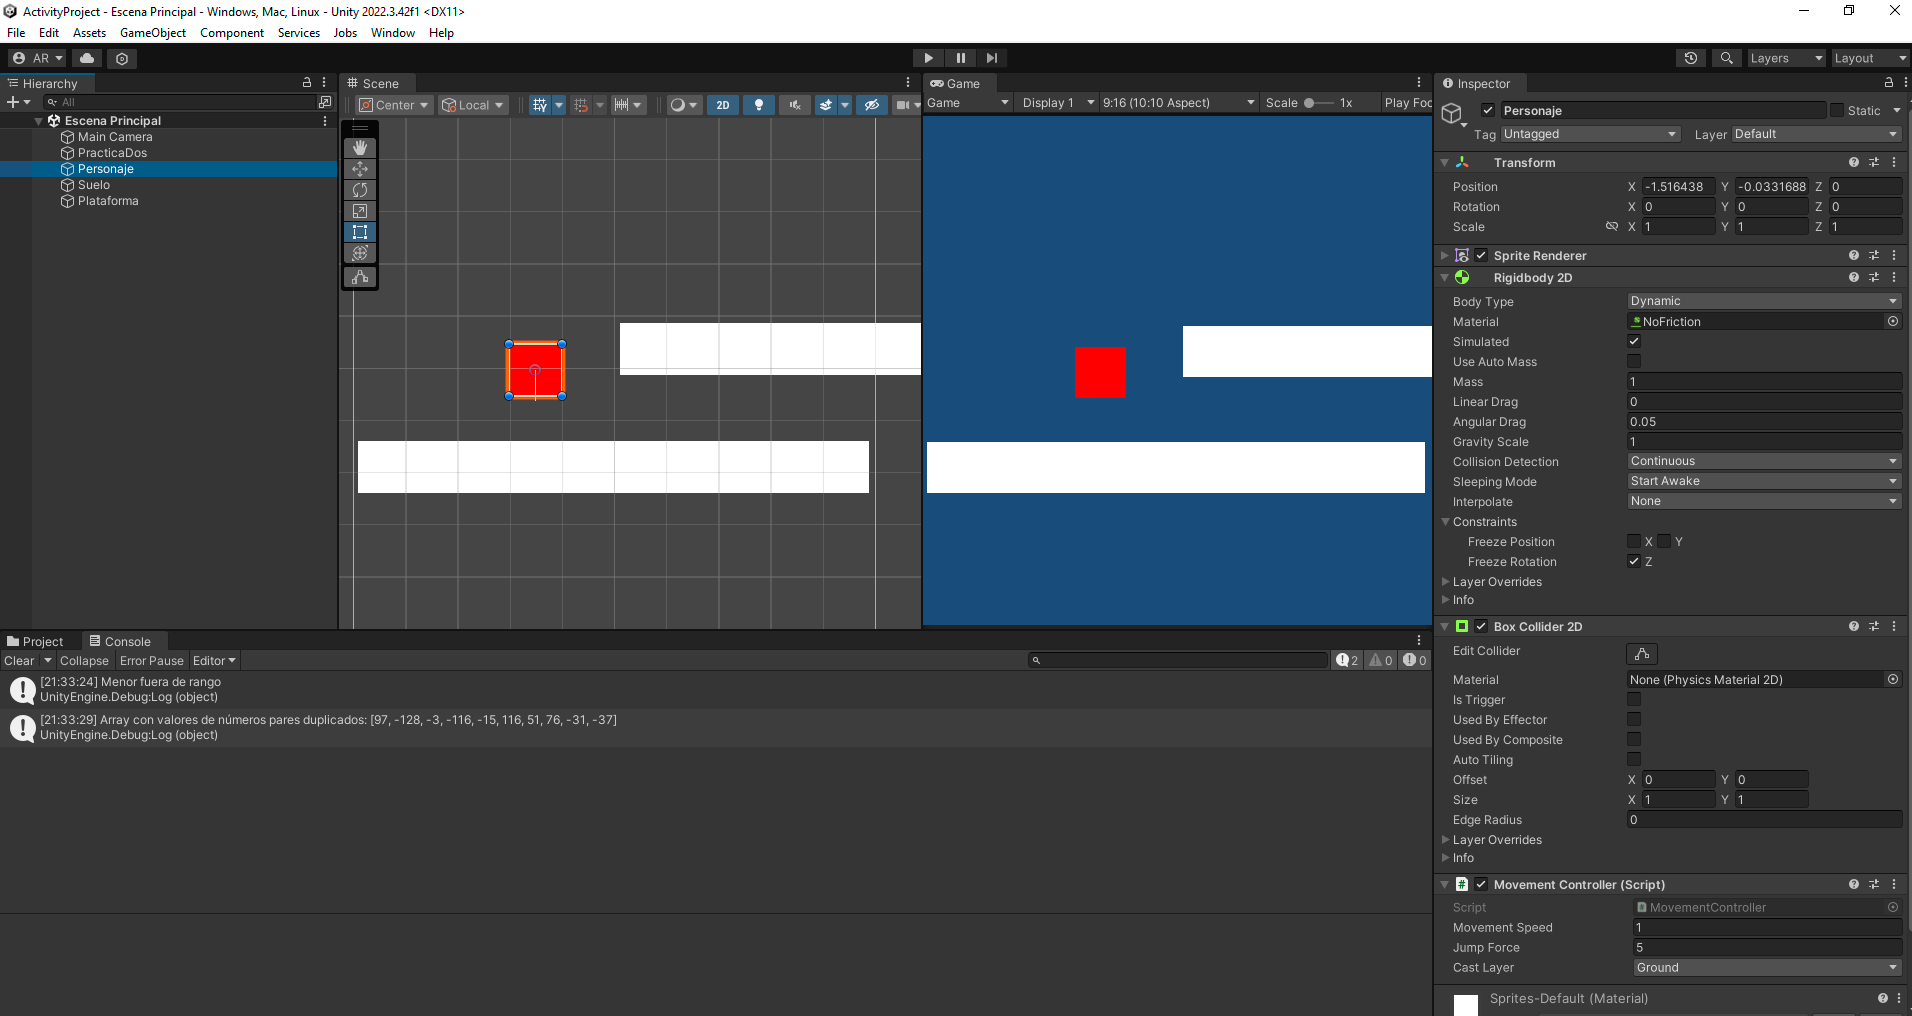 ActivityProject - Escena Principal - Windows, Mac, Linux - Unity 2022.3.42f1 <DX11>
File Edit Assets GameObject Component Services Jobs Window Help
AR
Layers Layout
Hierarchy
All
Escena Principal
Main Camera
PracticaDos
Personaje
Suelo
Plataforma
Scene
Center Local 2D
Game
Game Display 1 9:16 (10:10 Aspect) Scale 1x Play Foc
Project Console
Clear Collapse Error Pause Editor 2 0 0
[21:33:24] Menor fuera de rango
UnityEngine.Debug:Log (object)
[21:33:29] Array con valores de números pares duplicados: [97, -128, -3, -116, -15, 116, 51, 76, -31, -37]
UnityEngine.Debug:Log (object)
Inspector
Personaje Static
Tag Untagged Layer Default
Transform
Position X -1.516438 Y -0.0331688 Z 0
Rotation X 0 Y 0 Z 0
Scale X 1 Y 1 Z 1
Sprite Renderer
Rigidbody 2D
Body Type Dynamic
Material NoFriction
Simulated
Use Auto Mass
Mass 1
Linear Drag 0
Angular Drag 0.05
Gravity Scale 1
Collision Detection Continuous
Sleeping Mode Start Awake
Interpolate None
Constraints
Freeze Position X Y
Freeze Rotation Z
Layer Overrides
Info
Box Collider 2D
Edit Collider
Material None (Physics Material 2D)
Is Trigger
Used By Effector
Used By Composite
Auto Tiling
Offset X 0 Y 0
Size X 1 Y 1
Edge Radius 0
Layer Overrides
Info
Movement Controller (Script)
Script MovementController
Movement Speed 1
Jump Force 5
Cast Layer Ground
Sprites-Default (Material)